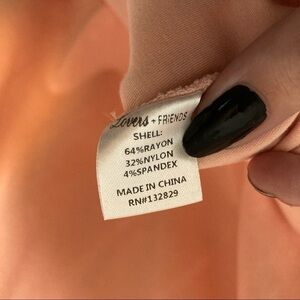 Lovers + FRIENDS
SHELL:
64%RAYON
32%NYLON
4%SPANDEX
MADE IN CHINA
RN#132829